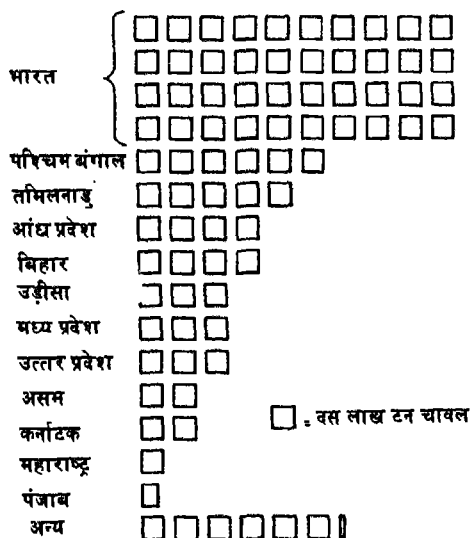 भारत
पश्चिम बंगाल
तमिलनाडु
आंध्र प्रदेश
बिहार
उड़ीसा
मध्य प्रदेश
उत्तर प्रदेश
असम
कर्नाटक
= दस लाख टन चावल
महाराष्ट्र
पंजाब
अन्य